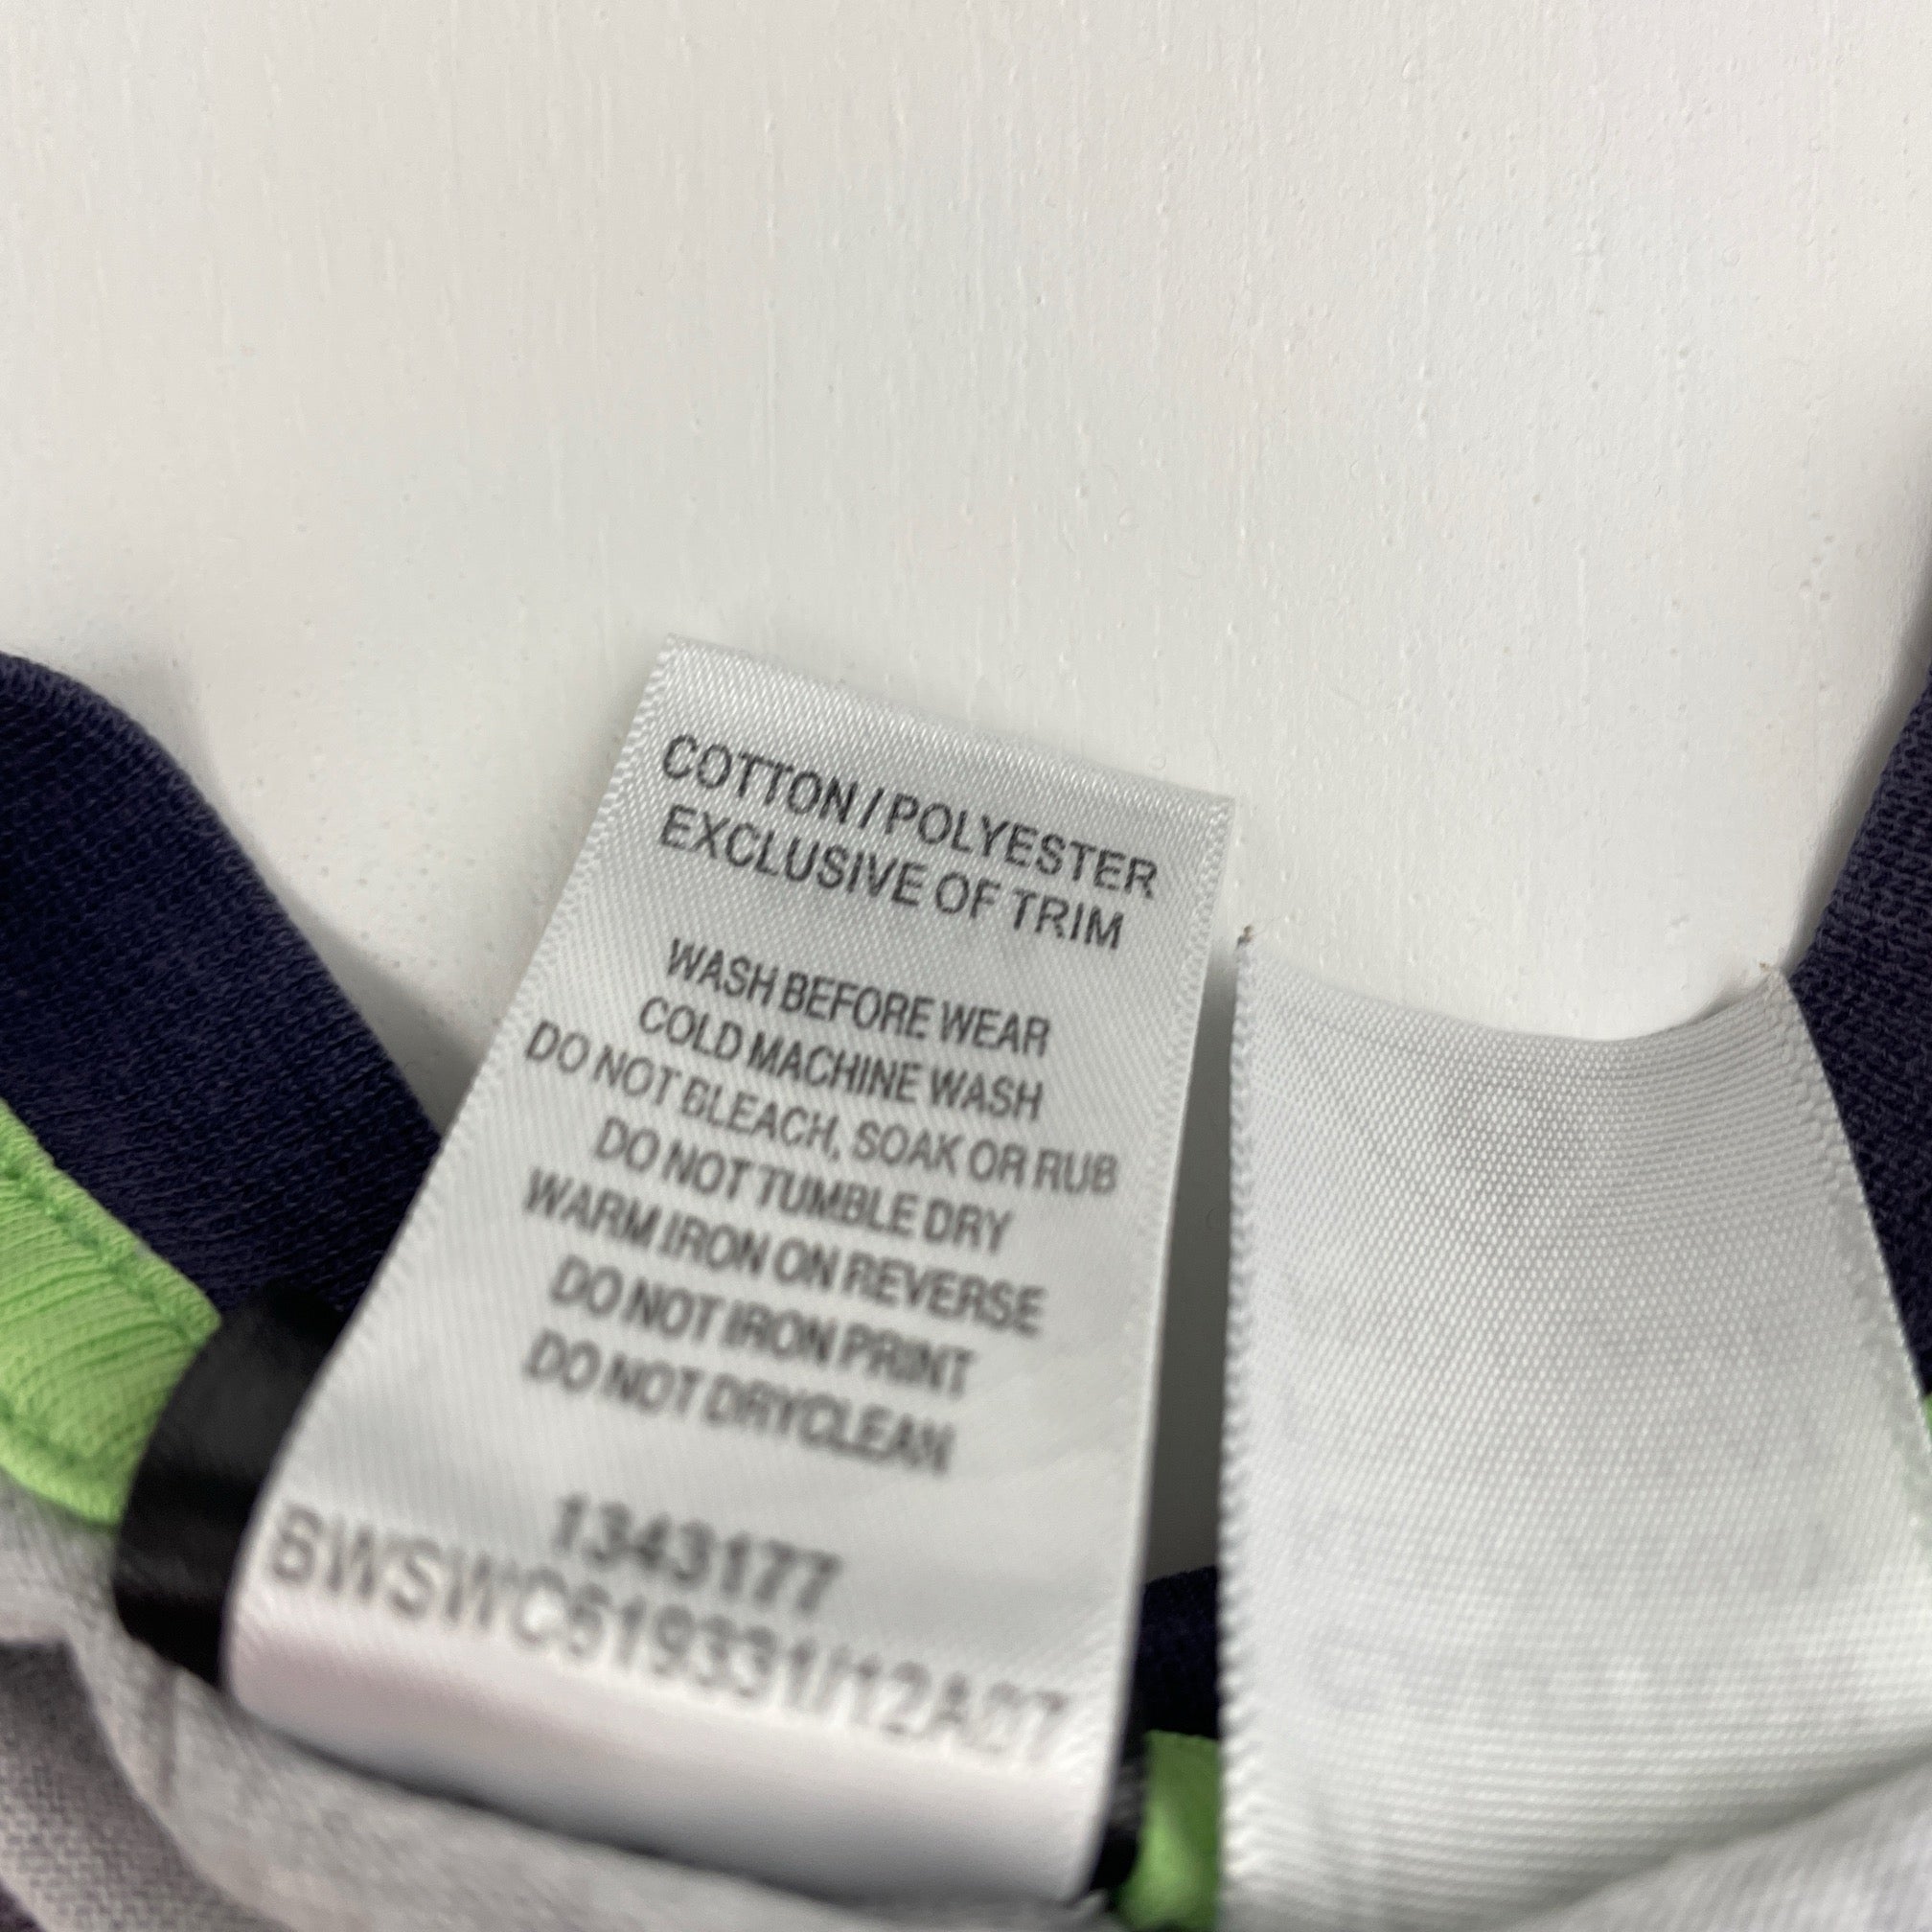 COTTON / POLYESTER
EXCLUSIVE OF TRIM
WASH BEFORE WEAR
COLD MACHINE WASH
DO NOT BLEACH, SOAK OR RUB
DO NOT TUMBLE DRY
WARM IRON ON REVERSE
DO NOT IRON PRINT
DO NOT DRYCLEAN
1343177